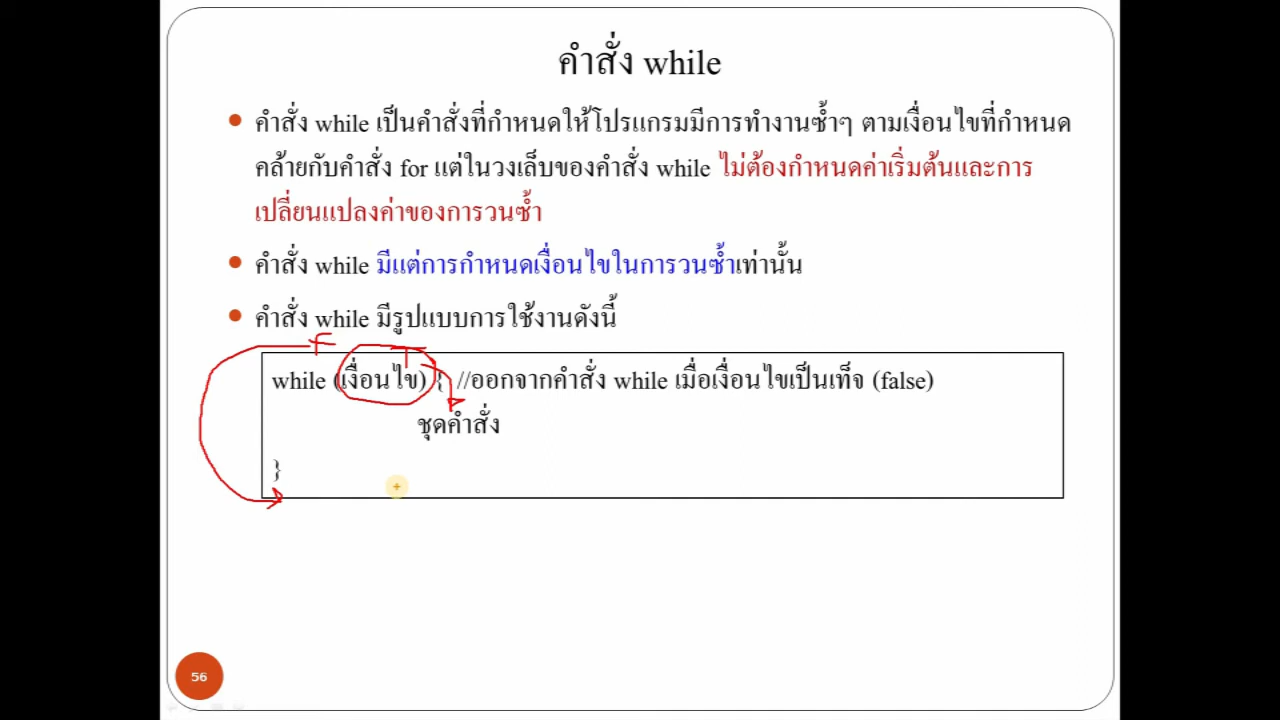 คำสั่ง while
คำสั่ง while เป็นคำสั่งที่กำหนดให้โปรแกรมมีการทำงานซ้ำๆ ตามเงื่อนไขที่กำหนด
คล้ายกับคำสั่ง for แต่ในวงเล็บของคำสั่ง while ไม่ต้องกำหนดค่าเริ่มต้นและการ
เปลี่ยนแปลงค่าของการวนซ้ำ
คำสั่ง while มีแต่การกำหนดเงื่อนไขในการวนซ้ำเท่านั้น
คำสั่ง while มีรูปแบบการใช้งานดังนี้
F T
while (เงื่อนไข) { //ออกจากคำสั่ง while เมื่อเงื่อนไขเป็นเท็จ (false)
ชุดคำสั่ง
}
56